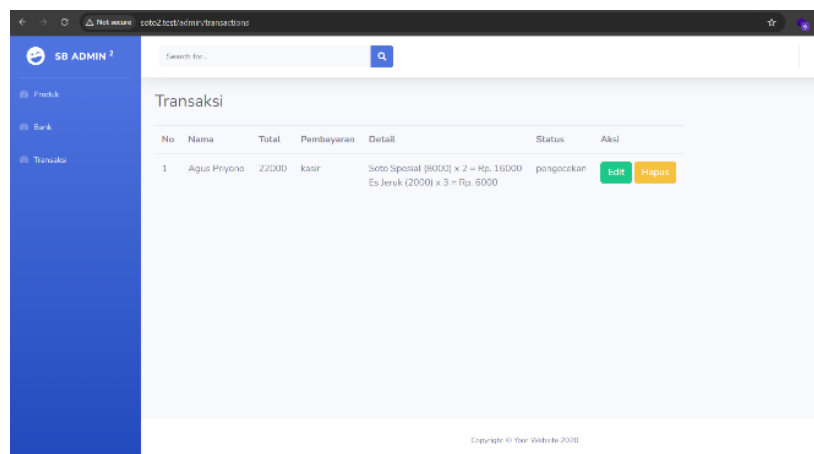 Not secure soto2.test/admin/transactions
SB ADMIN 2
Search for...
Produk
Bank
Transaksi
Transaksi
No Nama Total Pembayaran Detail Status Aksi
1 Agus Priyono 22000 kasir Soto Spesial (8000) x 2 = Rp. 16000 pengecekan Edit Hapus
Es Jeruk (2000) x 3 = Rp. 6000
Copyright © Your Website 2020